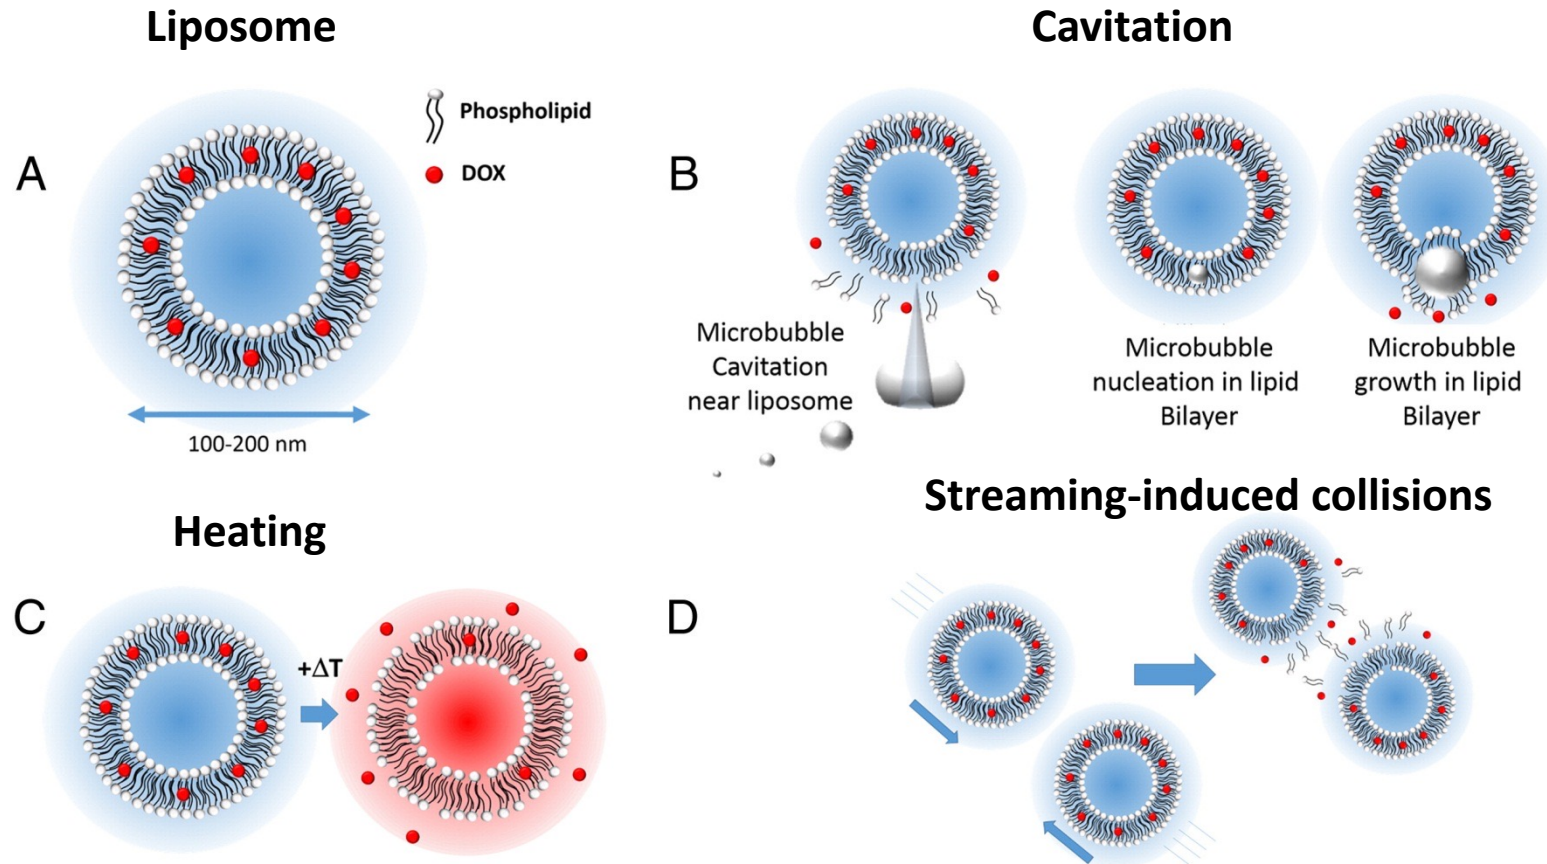 Liposome
A
Phospholipid
DOX
100-200 nm
Cavitation
B
Microbubble
Cavitation
near liposome
Microbubble
nucleation in lipid
Bilayer
Microbubble
growth in lipid
Bilayer
Heating
C
+ΔT
Streaming-induced collisions
D